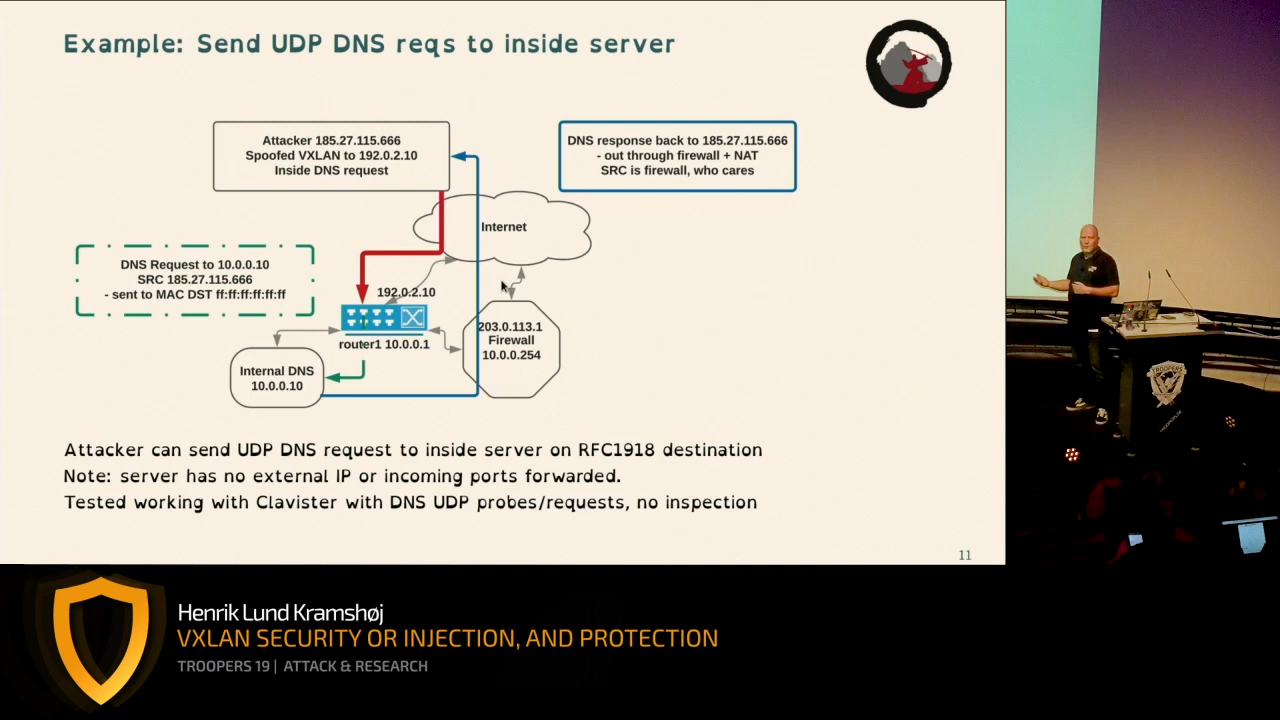 Example: Send UDP DNS reqs to inside server
Attacker 185.27.115.666
Spoofed VXLAN to 192.0.2.10
Inside DNS request
DNS response back to 185.27.115.666
- out through firewall + NAT
SRC is firewall, who cares
Internet
DNS Request to 10.0.0.10
SRC 185.27.115.666
- sent to MAC DST ff:ff:ff:ff:ff:ff
192.0.2.10
203.0.113.1
Firewall
10.0.0.254
router1 10.0.0.1
Internal DNS
10.0.0.10
Attacker can send UDP DNS request to inside server on RFC1918 destination
Note: server has no external IP or incoming ports forwarded.
Tested working with Clavister with DNS UDP probes/requests, no inspection
11
TROOPERS
Henrik Lund Kramshøj
VXLAN SECURITY OR INJECTION, AND PROTECTION
TROOPERS 19 | ATTACK & RESEARCH